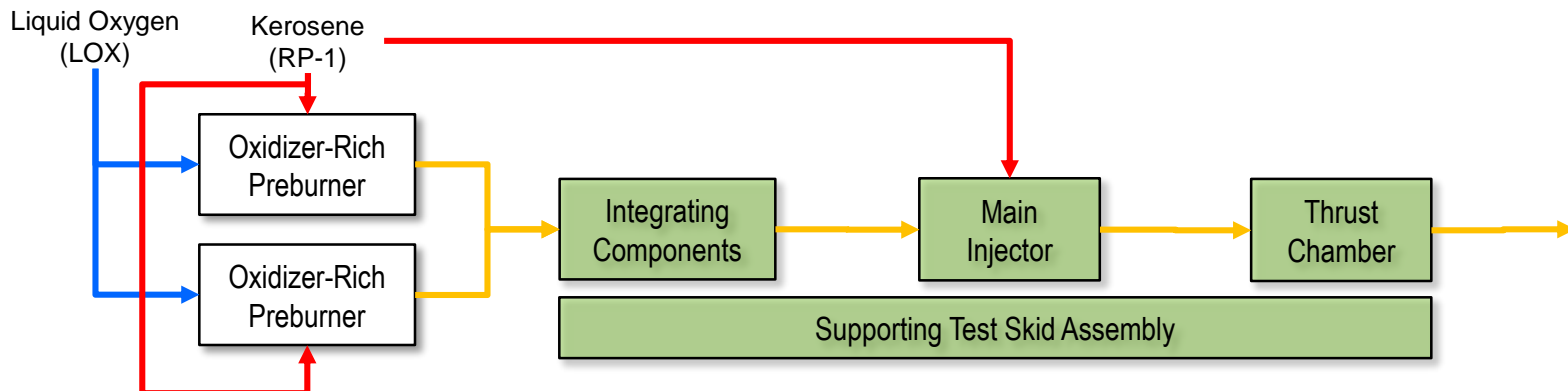 Liquid Oxygen
(LOX)
Kerosene
(RP-1)
Oxidizer-Rich
Preburner
Oxidizer-Rich
Preburner
Integrating
Components
Main
Injector
Thrust
Chamber
Supporting Test Skid Assembly